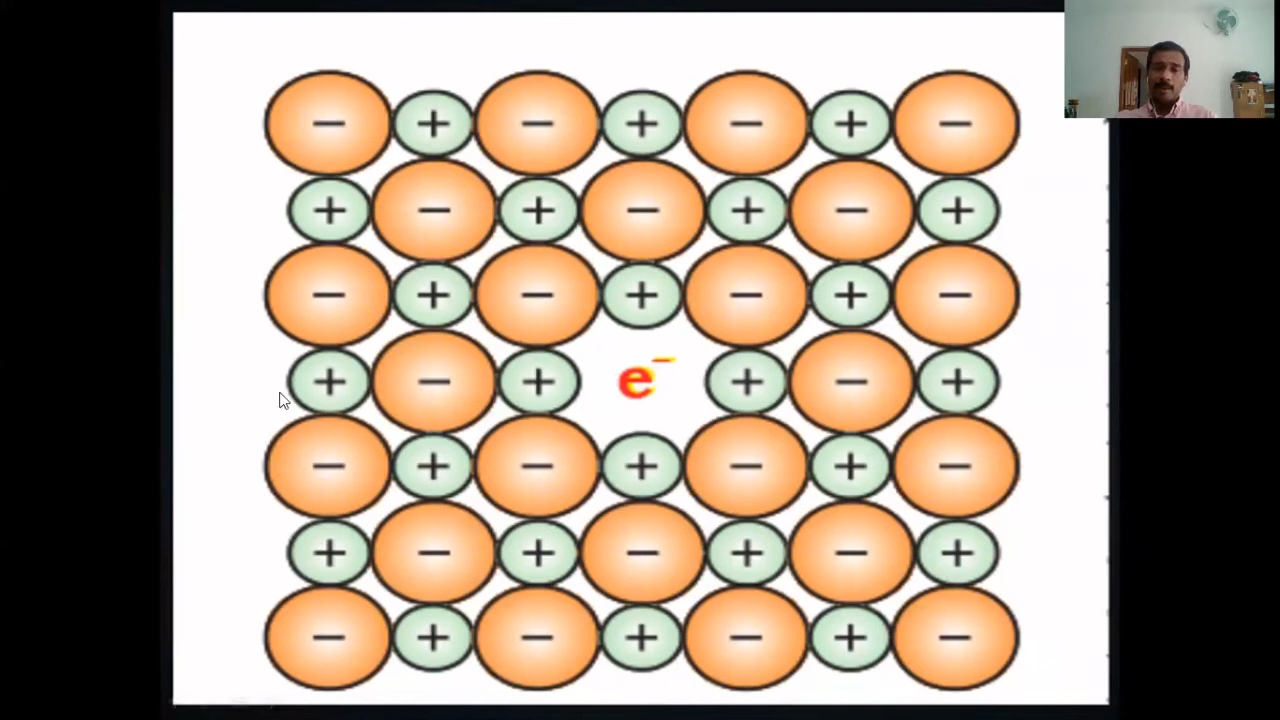 − + − + − + −
+ − + − + − +
− + − + − + −
+ − + e⁻ + − +
− + − + − + −
+ − + − + − +
− + − + − + −